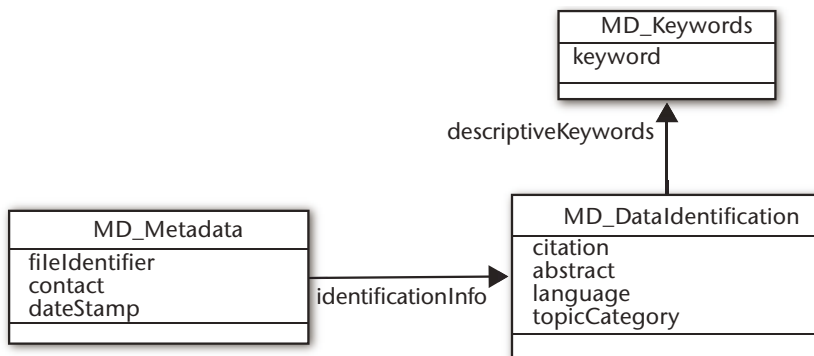 MD_Keywords
keyword
descriptiveKeywords
MD_Metadata
fileIdentifier
contact
dateStamp
identificationInfo
MD_DataIdentification
citation
abstract
language
topicCategory